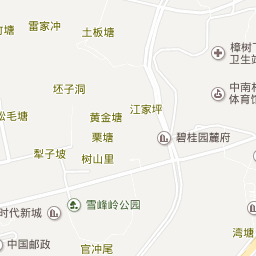 雷家冲
土板塘
樟树
卫生
坯子洞
中南
体育馆
江家坪
黄金塘
松毛塘
栗塘
碧桂园麓府
犁子坡
树山里
雪峰岭公园
时代新城
湾塘
中国邮政
官冲尾